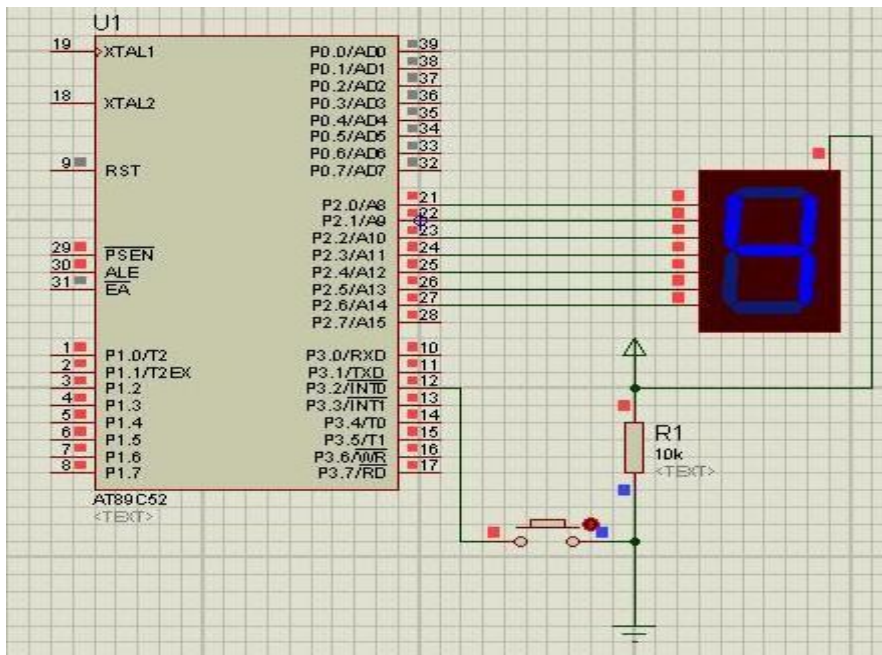 U1
19 XTAL1
18 XTAL2
9 RST
29 PSEN
30 ALE
31 EA
1 P1.0/T2
2 P1.1/T2EX
3 P1.2
4 P1.3
5 P1.4
6 P1.5
7 P1.6
8 P1.7
P0.0/AD0 39
P0.1/AD1 38
P0.2/AD2 37
P0.3/AD3 36
P0.4/AD4 35
P0.5/AD5 34
P0.6/AD6 33
P0.7/AD7 32
P2.0/A8 21
P2.1/A9 22
P2.2/A10 23
P2.3/A11 24
P2.4/A12 25
P2.5/A13 26
P2.6/A14 27
P2.7/A15 28
P3.0/RXD 10
P3.1/TXD 11
P3.2/INT0 12
P3.3/INT1 13
P3.4/T0 14
P3.5/T1 15
P3.6/WR 16
P3.7/RD 17
AT89C52
<TEXT>
9
R1
10k
<TEXT>